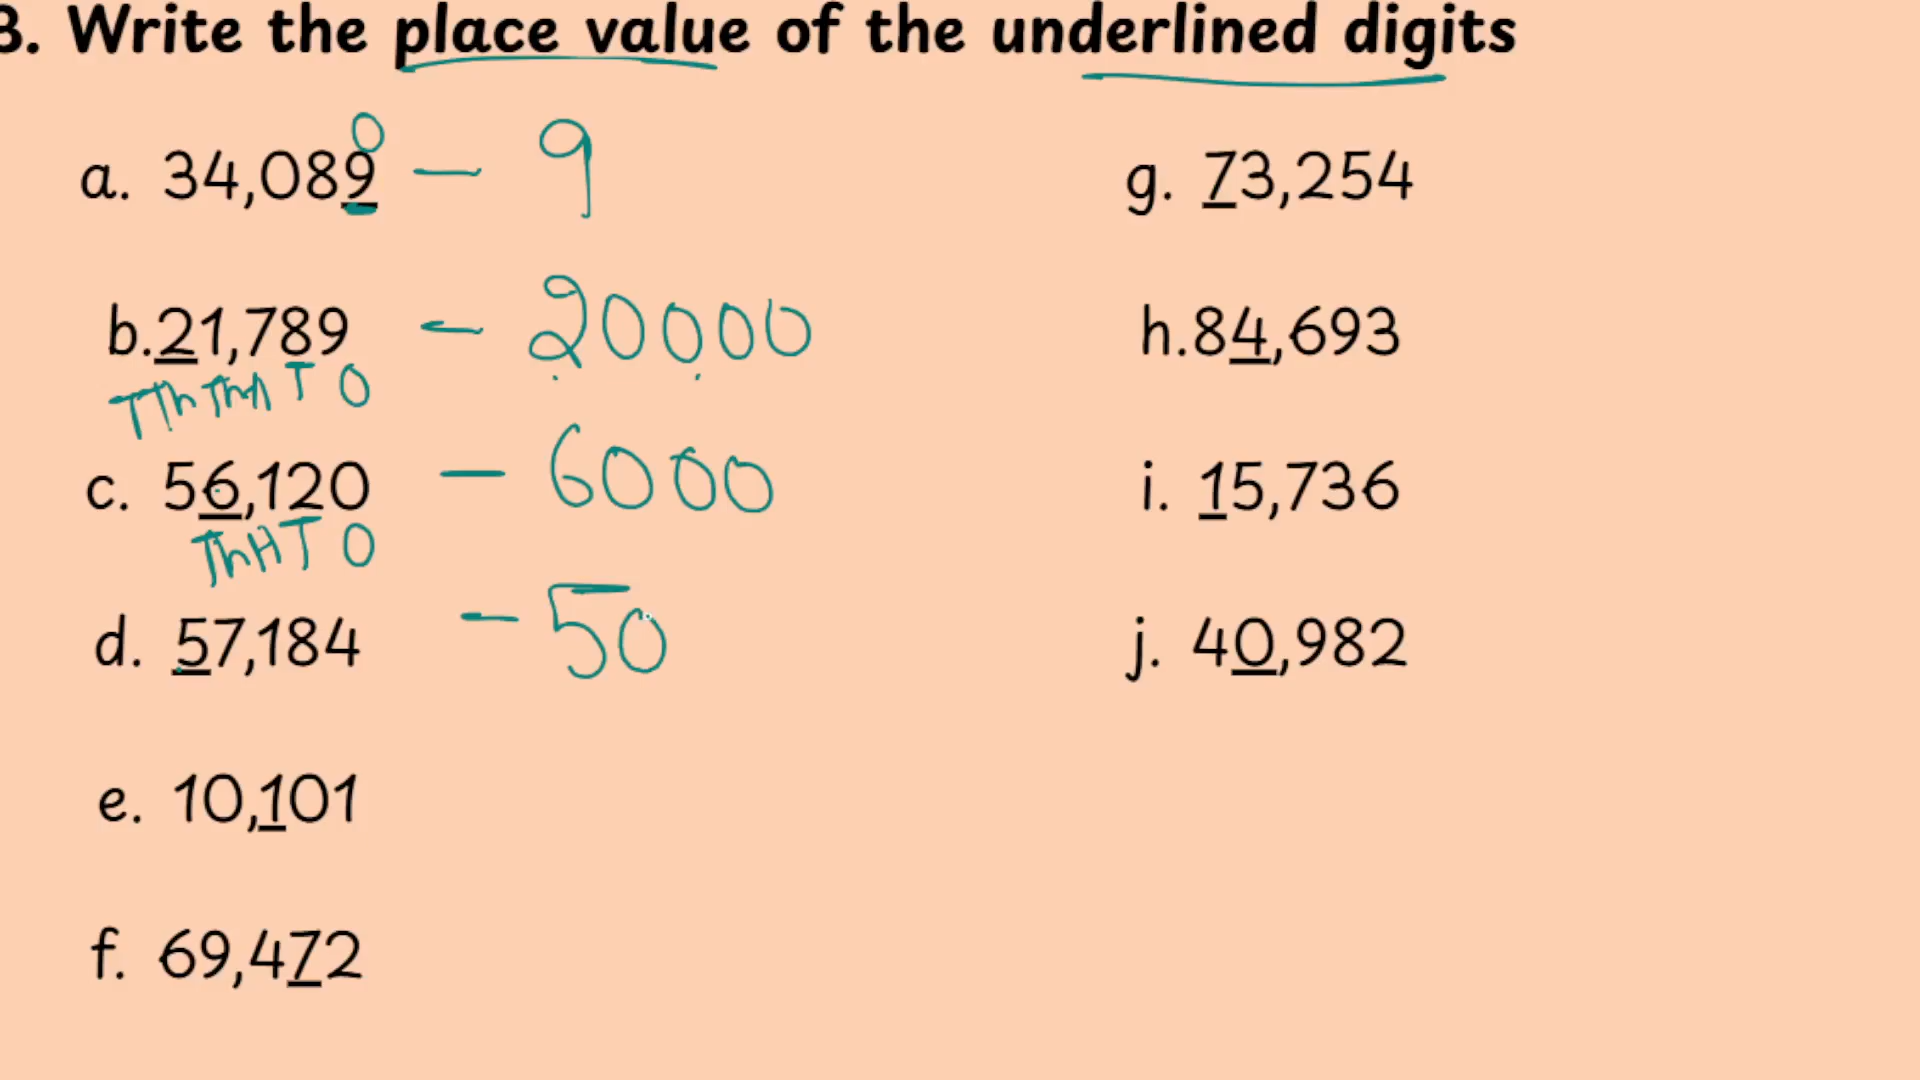 3. Write the place value of the underlined digits
a. 34,089 – 9
O
b. 21,789 – 20000
TTh Th H T O
c. 56,120 – 6000
Th H T O
d. 57,184 – 50
e. 10,101
f. 69,472
g. 73,254
h. 84,693
i. 15,736
j. 40,982